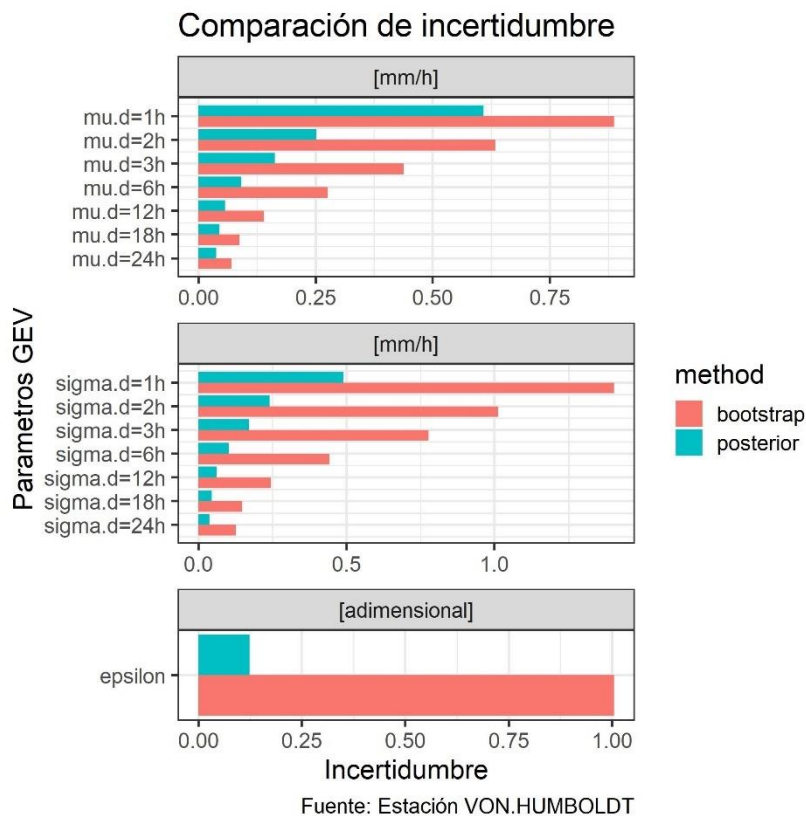 Comparación de incertidumbre
[mm/h]
mu.d=1h
mu.d=2h
mu.d=3h
mu.d=6h
mu.d=12h
mu.d=18h
mu.d=24h
0.00 0.25 0.50 0.75
[mm/h]
sigma.d=1h
sigma.d=2h
sigma.d=3h
sigma.d=6h
sigma.d=12h
sigma.d=18h
sigma.d=24h
0.0 0.5 1.0
[adimensional]
epsilon
0.00 0.25 0.50 0.75 1.00
Parametros GEV
Incertidumbre
method
bootstrap
posterior
Fuente: Estación VON.HUMBOLDT